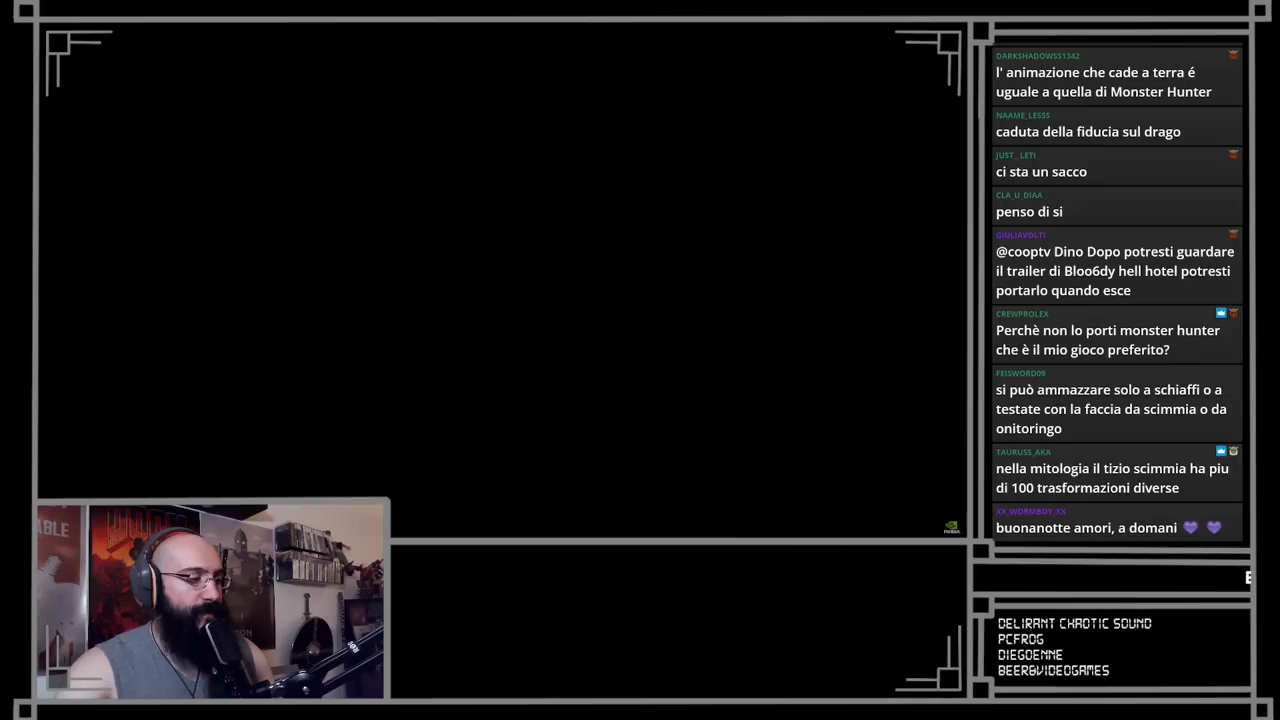 DARKSHADOWSS1342
l' animazione che cade a terra é
uguale a quella di Monster Hunter
NAAME_LESSS
caduta della fiducia sul drago
JUST_LETI
ci sta un sacco
CLA_U_DIAA
penso di si
GIULIAVOLTI
@cooptv Dino Dopo potresti guardare
il trailer di Bloo6dy hell hotel potresti
portarlo quando esce
CREWPROLEX
Perchè non lo porti monster hunter
che è il mio gioco preferito?
FEISWORD09
si può ammazzare solo a schiaffi o a
testate con la faccia da scimmia o da
onitoringo
TAURUSS_AKA
nella mitologia il tizio scimmia ha piu
di 100 trasformazioni diverse
XX_WORMBOY_XX
buonanotte amori, a domani
NVIDIA
DELIRANT CHAOTIC SOUND
PCFROG
DIEGOENNE
BEER&VIDEOGAMES